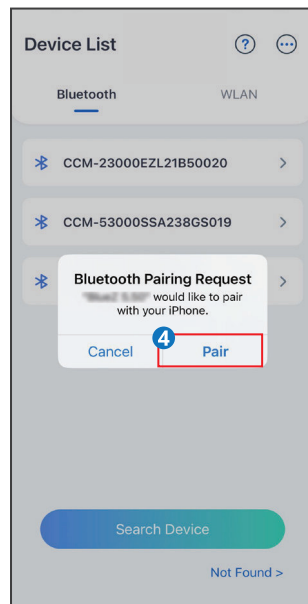 Device List
?
Bluetooth WLAN
CCM-23000EZL21B50020 >
CCM-53000SSA238GS019 >
>
Bluetooth Pairing Request
would like to pair
with your iPhone.
4
Cancel Pair
Search Device
Not Found >